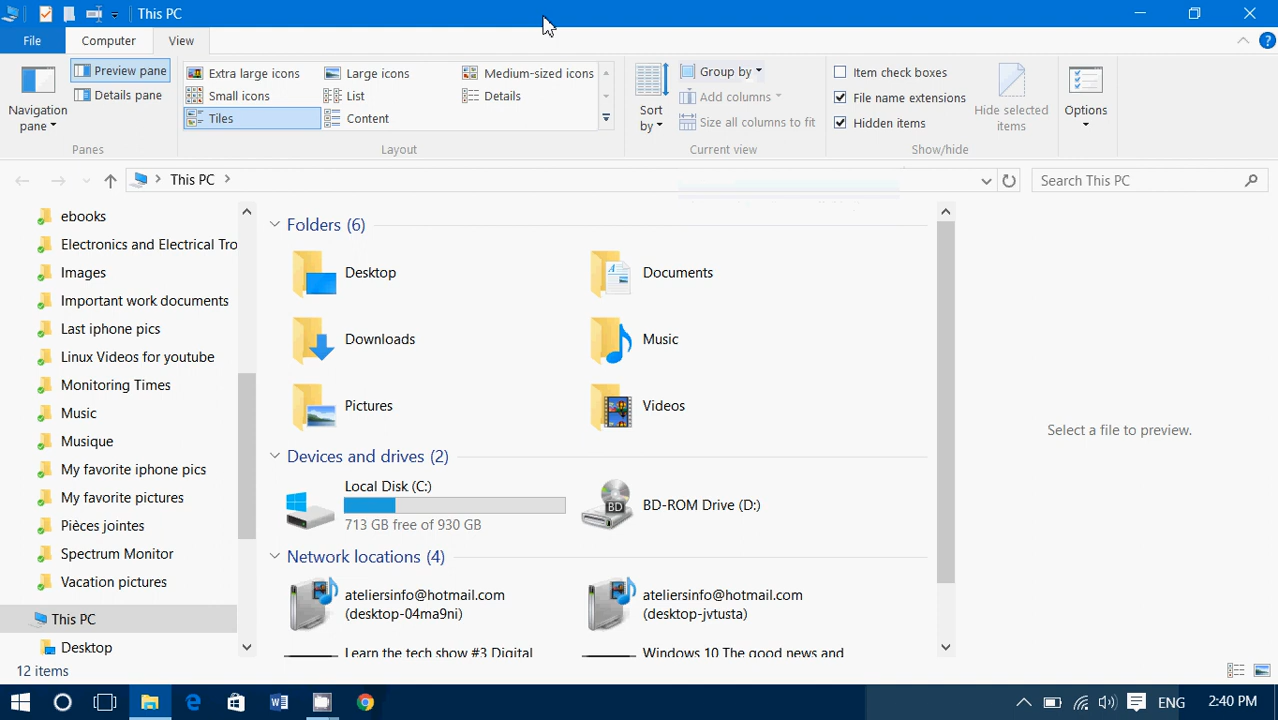 This PC
File
Computer
View
Navigation
pane
Preview pane
Details pane
Panes
Extra large icons
Large icons
Medium-sized icons
Small icons
List
Details
Tiles
Content
Layout
Sort
by
Group by
Add columns
Size all columns to fit
Current view
Item check boxes
File name extensions
Hidden items
Hide selected
items
Show/hide
Options
This PC
Search This PC
ebooks
Electronics and Electrical Tro
Images
Important work documents
Last iphone pics
Linux Videos for youtube
Monitoring Times
Music
Musique
My favorite iphone pics
My favorite pictures
Pièces jointes
Spectrum Monitor
Vacation pictures
This PC
Desktop
Folders (6)
Desktop
Documents
Downloads
Music
Pictures
Videos
Devices and drives (2)
Local Disk (C:)
713 GB free of 930 GB
BD
BD-ROM Drive (D:)
Network locations (4)
ateliersinfo@hotmail.com
(desktop-04ma9ni)
ateliersinfo@hotmail.com
(desktop-jvtusta)
Learn the tech show #3 Digital
Windows 10 The good news and
Select a file to preview.
12 items
ENG
2:40 PM